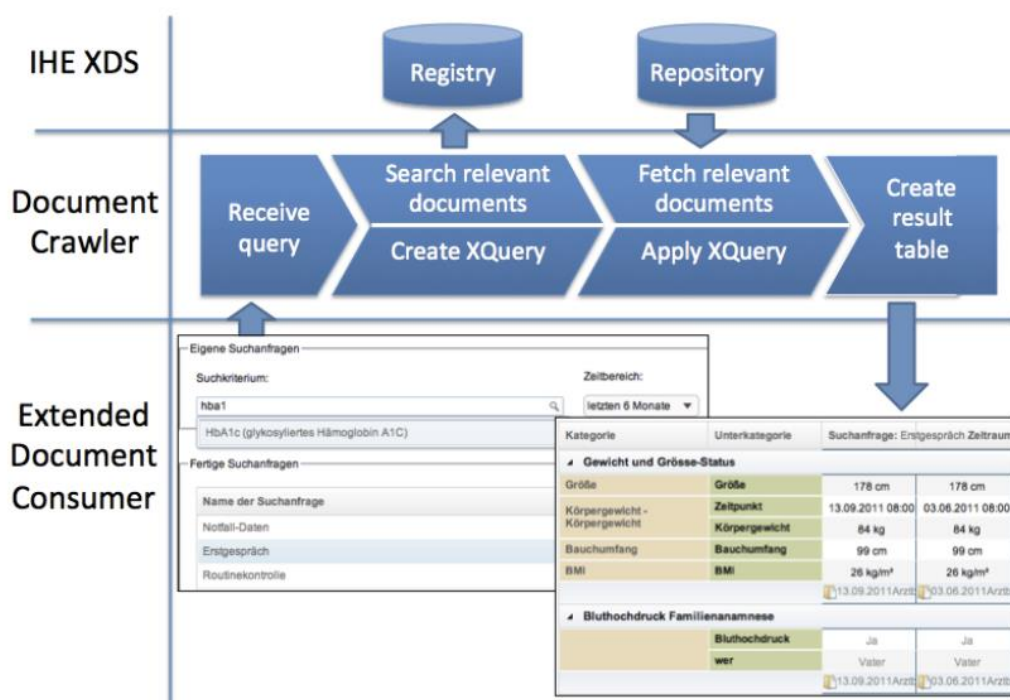 IHE XDS
Registry
Repository
Document
Crawler
Receive
query
Search relevant
documents
Create XQuery
Fetch relevant
documents
Apply XQuery
Create
result
table
Extended
Document
Consumer
Eigene Suchanfragen
Suchkriterium:
Zeitbereich:
hba1
letzten 6 Monate
HbA1c (glykosyliertes Hämoglobin A1C)
Fertige Suchanfragen
Name der Suchanfrage
Notfall-Daten
Erstgespräch
Routinekontrolle
Kategorie Unterkategorie Suchanfrage: Erstgespräch Zeitraum
Gewicht und Grösse-Status
Größe Größe 178 cm 178 cm
Körpergewicht - Zeitpunkt 13.09.2011 08:00 03.06.2011 08:00
Körpergewicht Körpergewicht 84 kg 84 kg
Bauchumfang Bauchumfang 99 cm 99 cm
BMI BMI 26 kg/m² 26 kg/m²
13.09.2011Arztb 03.06.2011Arztb
Bluthochdruck Familienanamnese
Bluthochdruck Ja Ja
wer Vater Vater
13.09.2011Arztb 03.06.2011Arztb